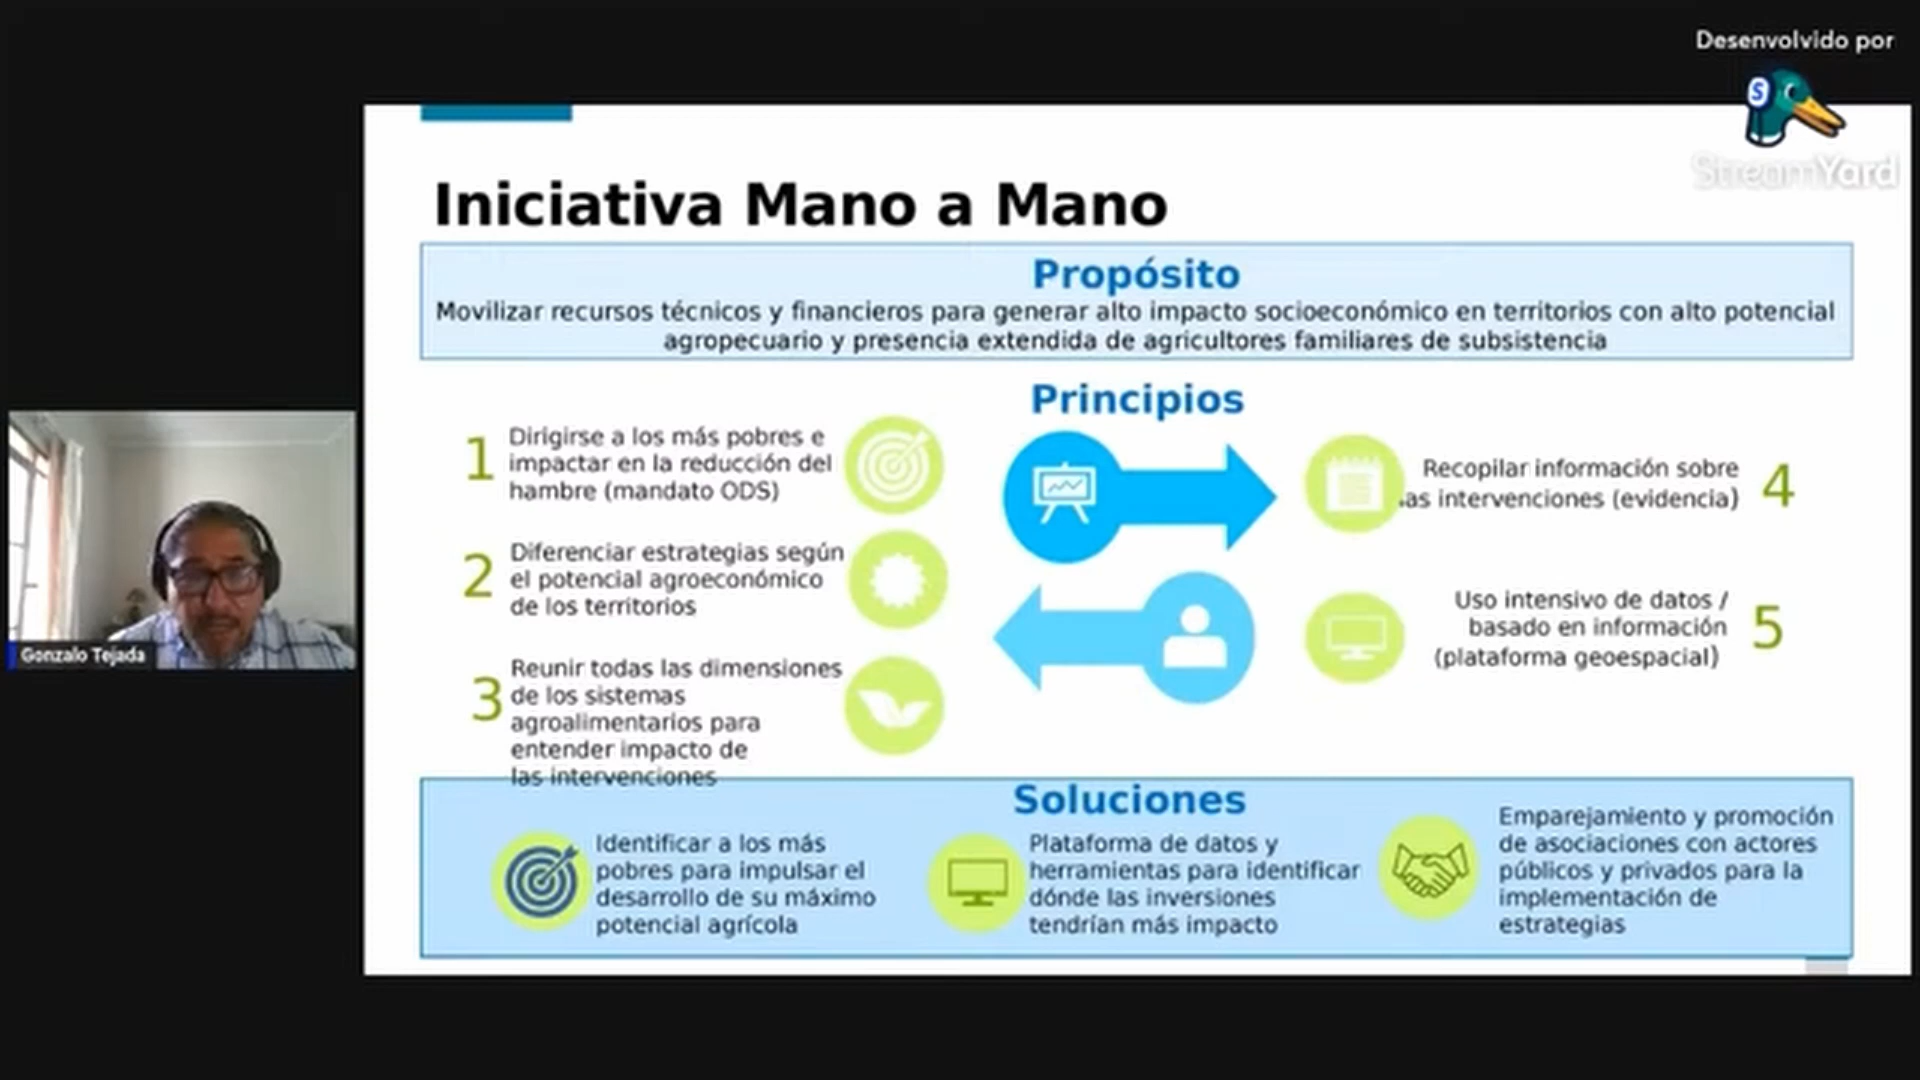 Desenvolvido por
StreamYard
Iniciativa Mano a Mano
Propósito
Movilizar recursos técnicos y financieros para generar alto impacto socioeconómico en territorios con alto potencial
agropecuario y presencia extendida de agricultores familiares de subsistencia
Principios
1
Dirigirse a los más pobres e
impactar en la reducción del
hambre (mandato ODS)
2
Diferenciar estrategias según
el potencial agroeconómico
de los territorios
3
Reunir todas las dimensiones
de los sistemas
agroalimentarios para
entender impacto de
las intervenciones
Recopilar información sobre
las intervenciones (evidencia)
4
Uso intensivo de datos /
basado en información
(plataforma geoespacial)
5
Gonzalo Tejada
Soluciones
Identificar a los más
pobres para impulsar el
desarrollo de su máximo
potencial agrícola
Plataforma de datos y
herramientas para identificar
dónde las inversiones
tendrían más impacto
Emparejamiento y promoción
de asociaciones con actores
públicos y privados para la
implementación de
estrategias